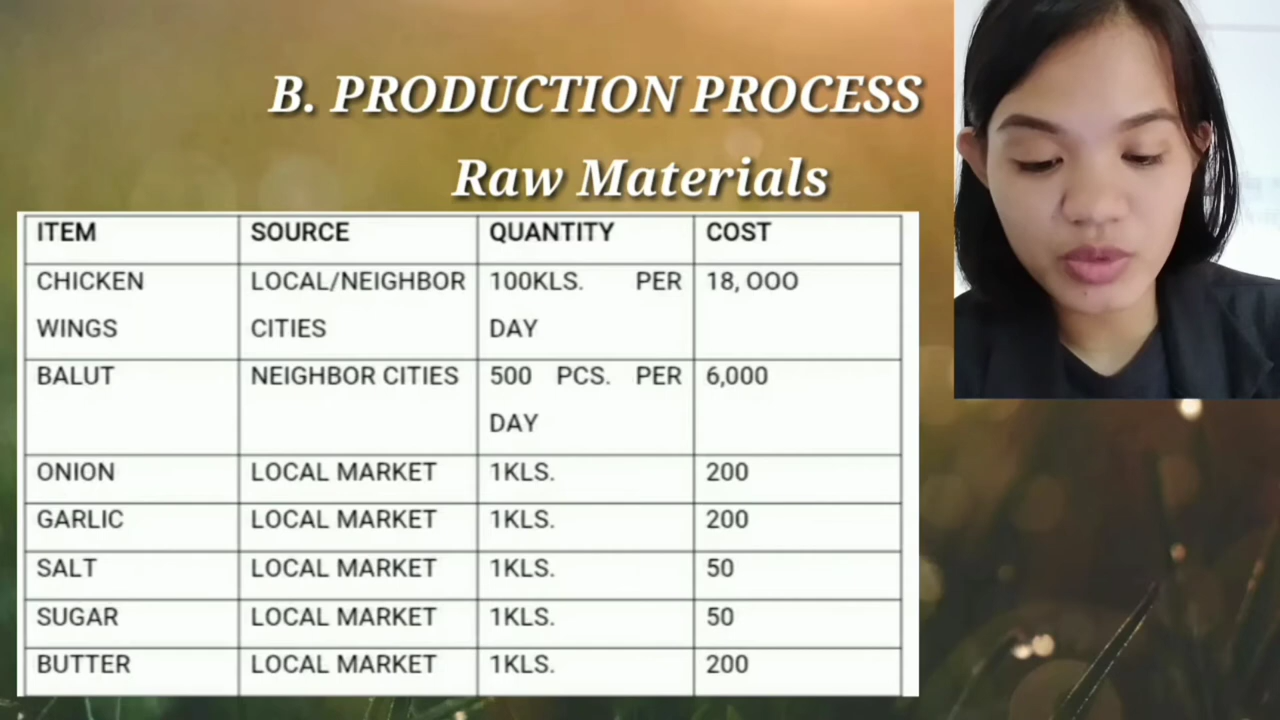 B. PRODUCTION PROCESS
Raw Materials
ITEM SOURCE QUANTITY COST
CHICKEN WINGS LOCAL/NEIGHBOR CITIES 100KLS. PER DAY 18, OOO
BALUT NEIGHBOR CITIES 500 PCS. PER DAY 6,000
ONION LOCAL MARKET 1KLS. 200
GARLIC LOCAL MARKET 1KLS. 200
SALT LOCAL MARKET 1KLS. 50
SUGAR LOCAL MARKET 1KLS. 50
BUTTER LOCAL MARKET 1KLS. 200